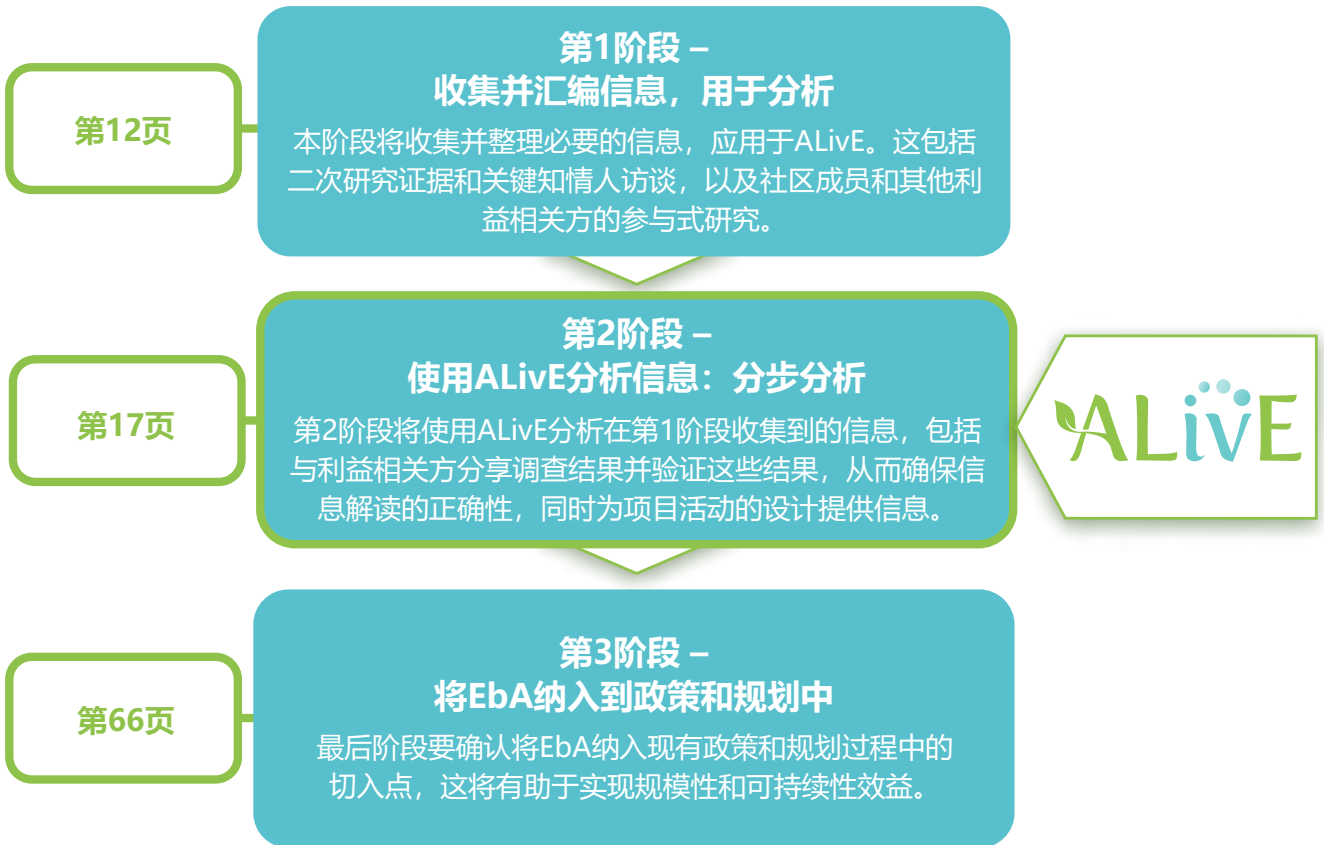 第12页
第1阶段 –
收集并汇编信息，用于分析
本阶段将收集并整理必要的信息，应用于ALivE。这包括
二次研究证据和关键知情人访谈，以及社区成员和其他利
益相关方的参与式研究。
第17页
第2阶段 –
使用ALivE分析信息：分步分析
第2阶段将使用ALivE分析在第1阶段收集到的信息，包括
与利益相关方分享调查结果并验证这些结果，从而确保信
息解读的正确性，同时为项目活动的设计提供信息。
ALivE
第66页
第3阶段 –
将EbA纳入到政策和规划中
最后阶段要确认将EbA纳入现有政策和规划过程中的
切入点，这将有助于实现规模性和可持续性效益。